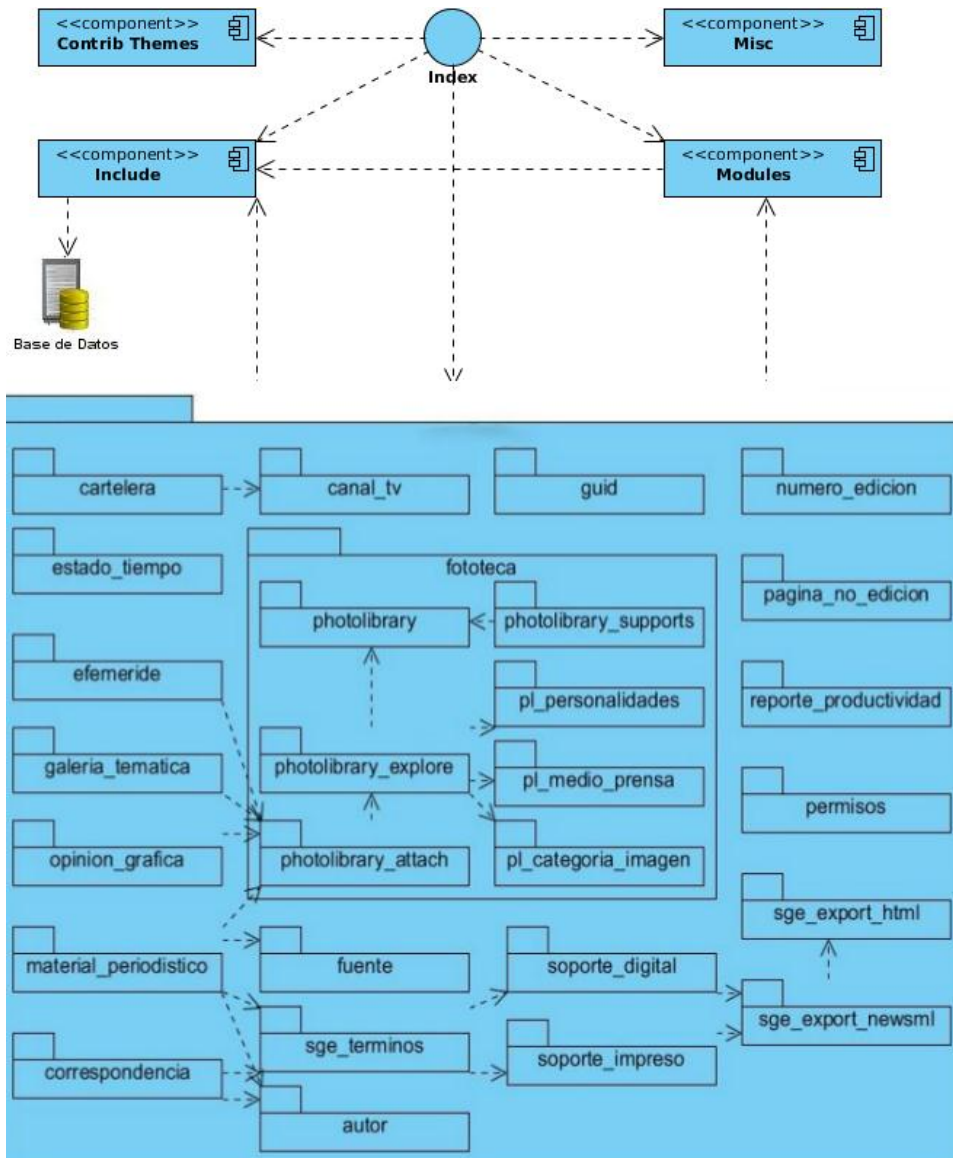 <<component>>
Contrib Themes
Index
<<component>>
Misc
<<component>>
Include
<<component>>
Modules
Base de Datos
cartelera
canal_tv
guid
numero_edicion
estado_tiempo
fototeca
photolibrary
photolibrary_supports
pagina_no_edicion
efemeride
pl_personalidades
reporte_productividad
galeria_tematica
photolibrary_explore
pl_medio_prensa
permisos
opinion_grafica
photolibrary_attach
pl_categoria_imagen
sge_export_html
material_periodistico
fuente
soporte_digital
sge_export_newsml
correspondencia
sge_terminos
soporte_impreso
autor